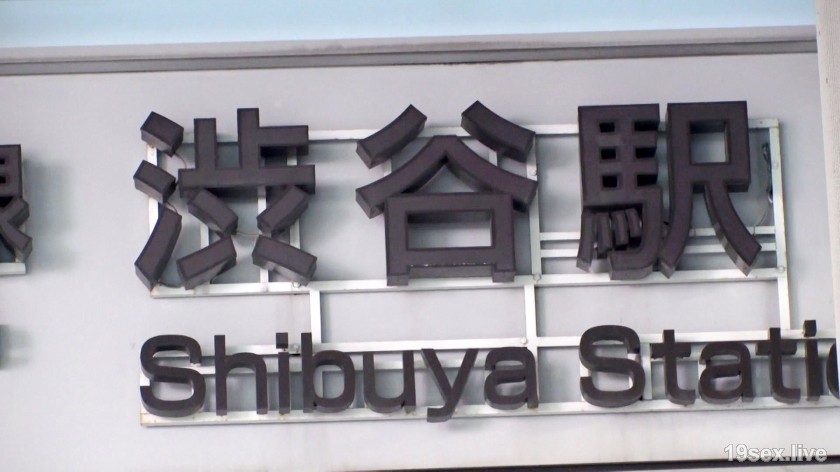 渋谷駅
Shibuya Static
19sex.live